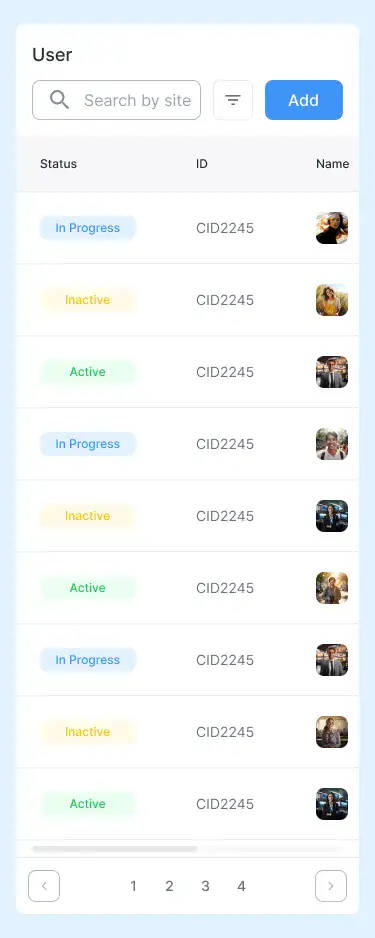 User
Search by site
Add
Status ID Name
In Progress CID2245
Inactive CID2245
Active CID2245
In Progress CID2245
Inactive CID2245
Active CID2245
In Progress CID2245
Inactive CID2245
Active CID2245
1 2 3 4